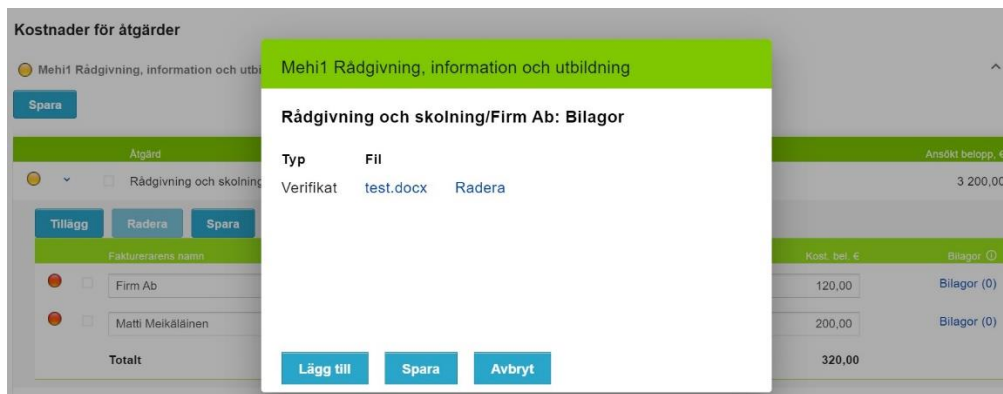 Kostnader för åtgärder
Mehi1 Rådgivning, information och utbi
Spara
Åtgärd
Ansökt belopp, €
Rådgivning och skolning
3 200,00
Tillägg
Radera
Spara
Fakturerarens namn
Kost. bel. €
Bilagor
Firm Ab
120,00
Bilagor (0)
Matti Meikäläinen
200,00
Bilagor (0)
Totalt
320,00
Mehi1 Rådgivning, information och utbildning
Rådgivning och skolning/Firm Ab: Bilagor
Typ Fil
Verifikat test.docx Radera
Lägg till Spara Avbryt